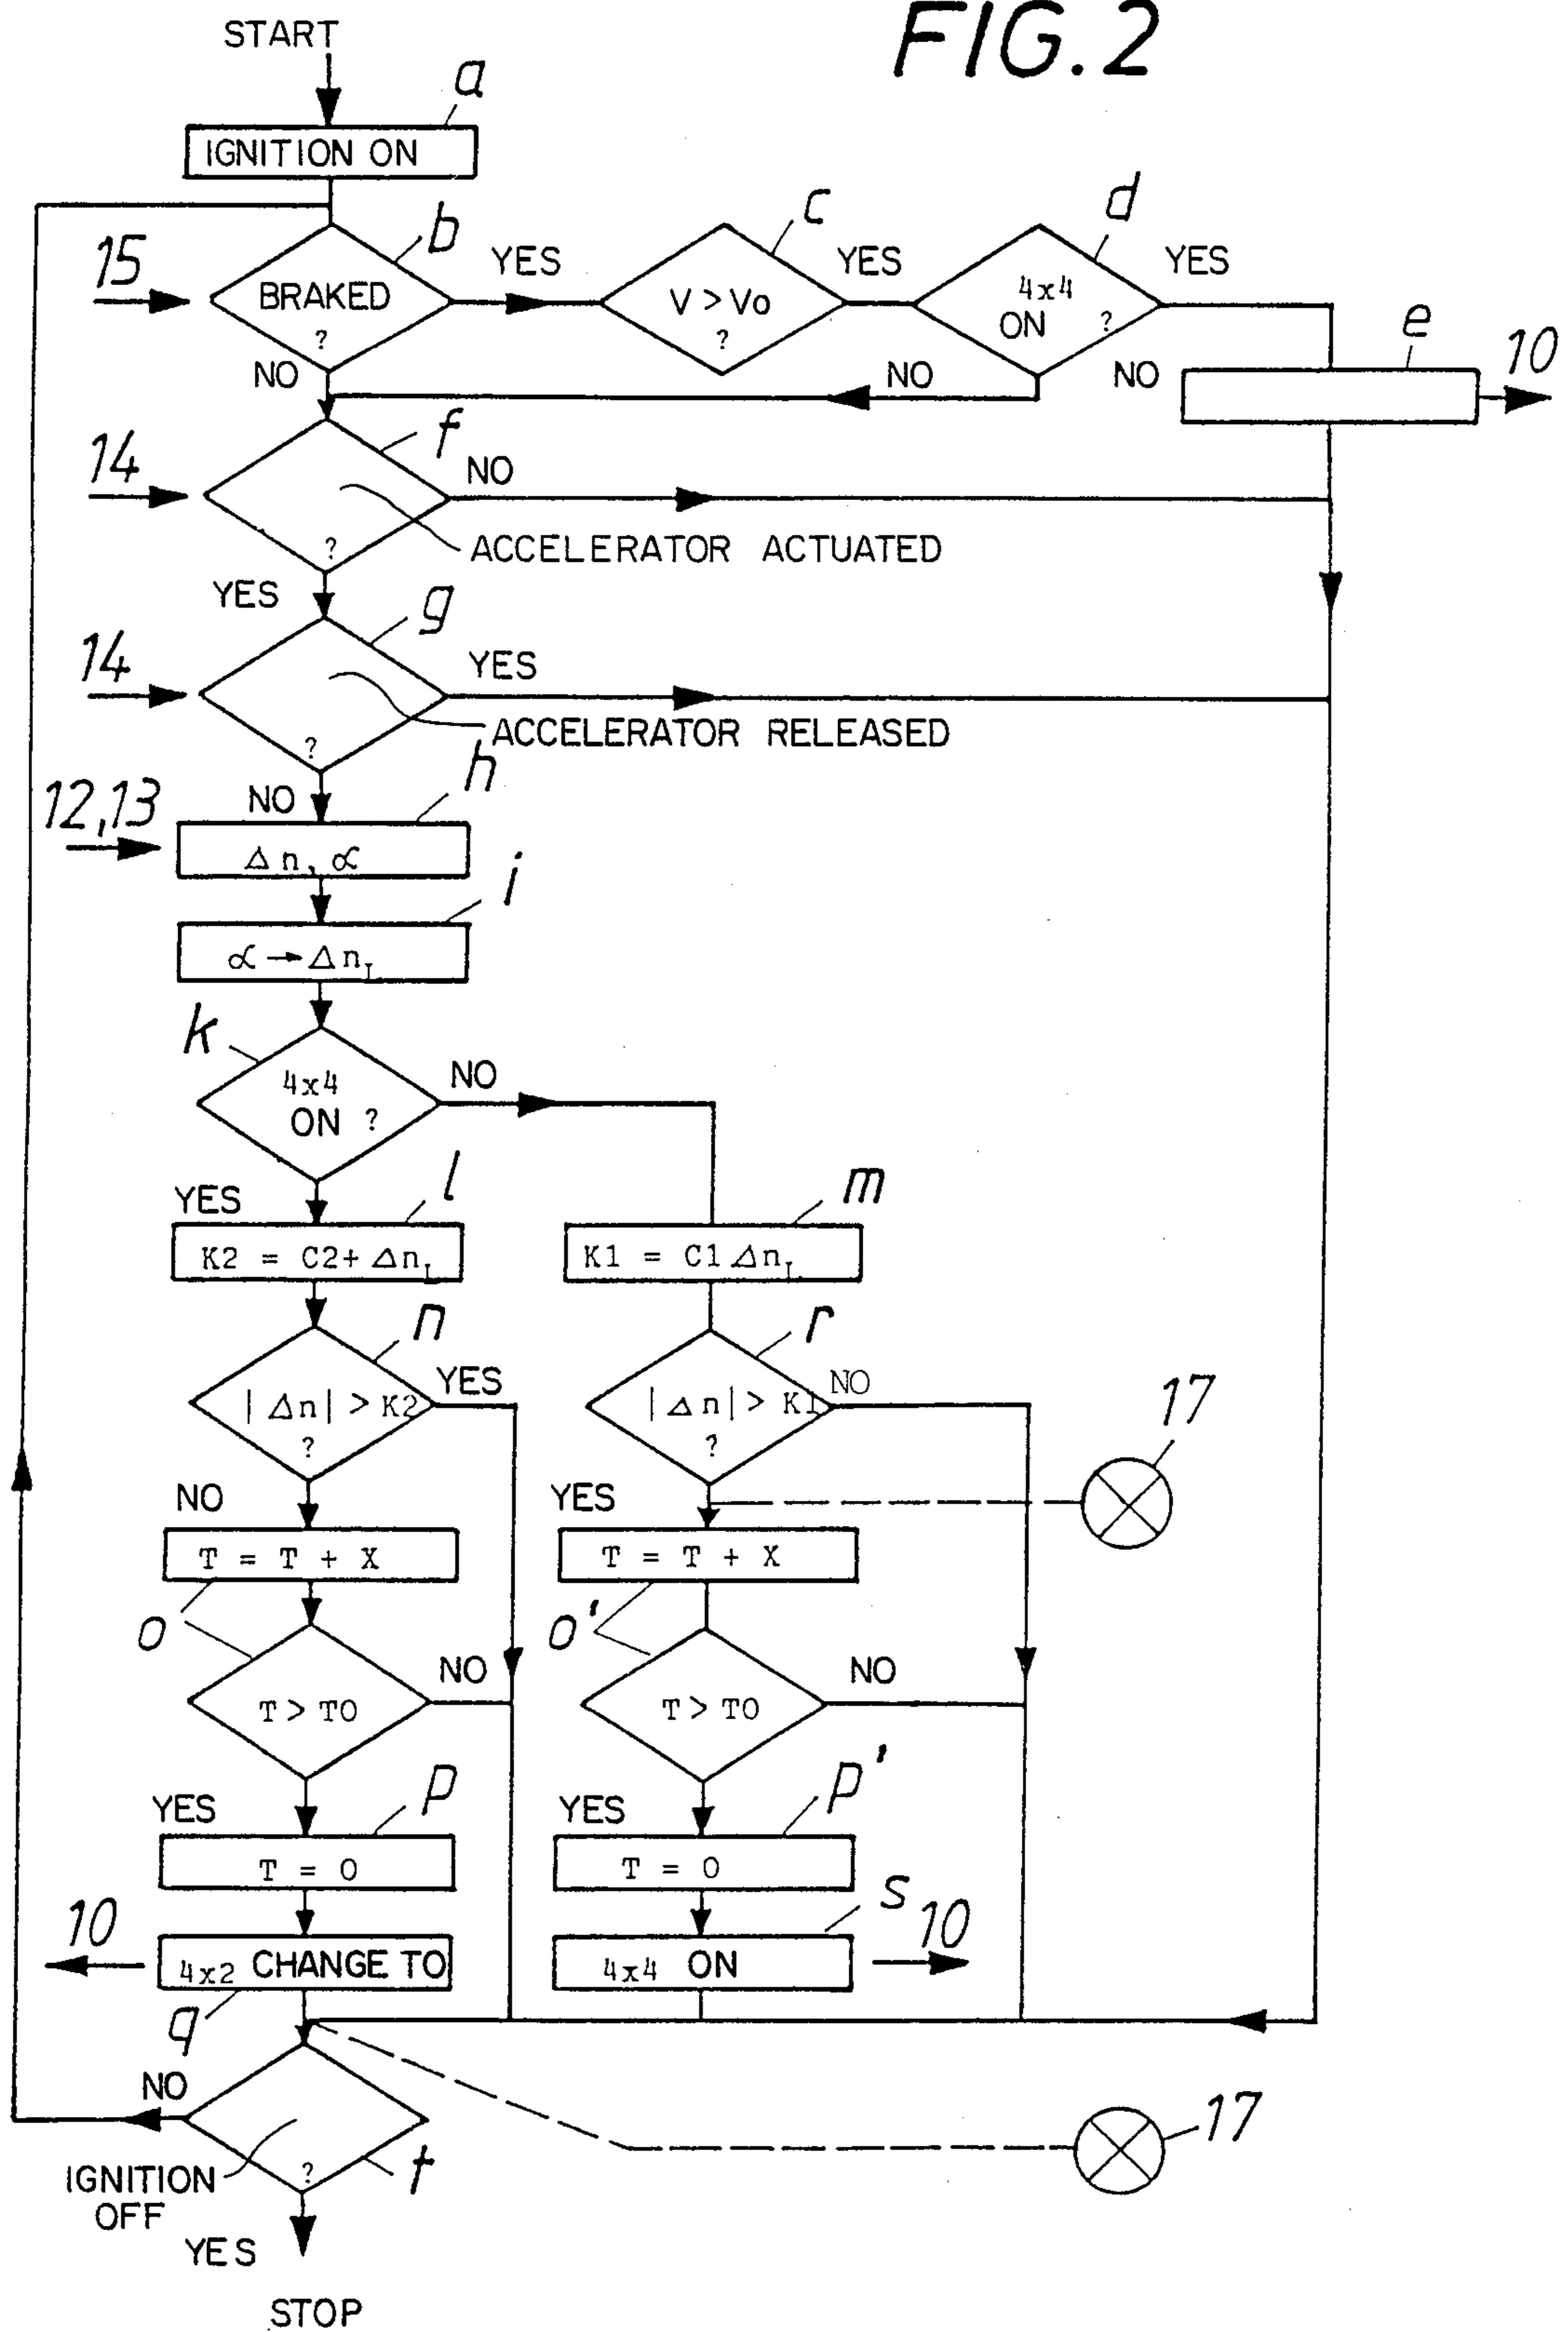 FIG.2
START
a
IGNITION ON
b
c
d
15
BRAKED
?
YES
V > Vo
?
YES
4x4
ON ?
YES
e
10
NO
NO
NO
f
14
?
NO
ACCELERATOR ACTUATED
YES
g
14
?
YES
ACCELERATOR RELEASED
h
12,13
NO
Δn, α
i
α → Δn_L
k
4x4
ON ?
NO
YES
l
m
K2 = C2+ Δn_L
K1 = C1 Δn_L
n
r
|Δn| > K2
?
YES
|Δn| > K1
?
NO
17
NO
YES
T = T + X
T = T + X
o
o'
T > TO
NO
T > TO
NO
p
p'
YES
YES
T = 0
T = 0
s
10
4x2 CHANGE TO
4x4 ON
10
q
NO
17
IGNITION
OFF
?
t
YES
STOP